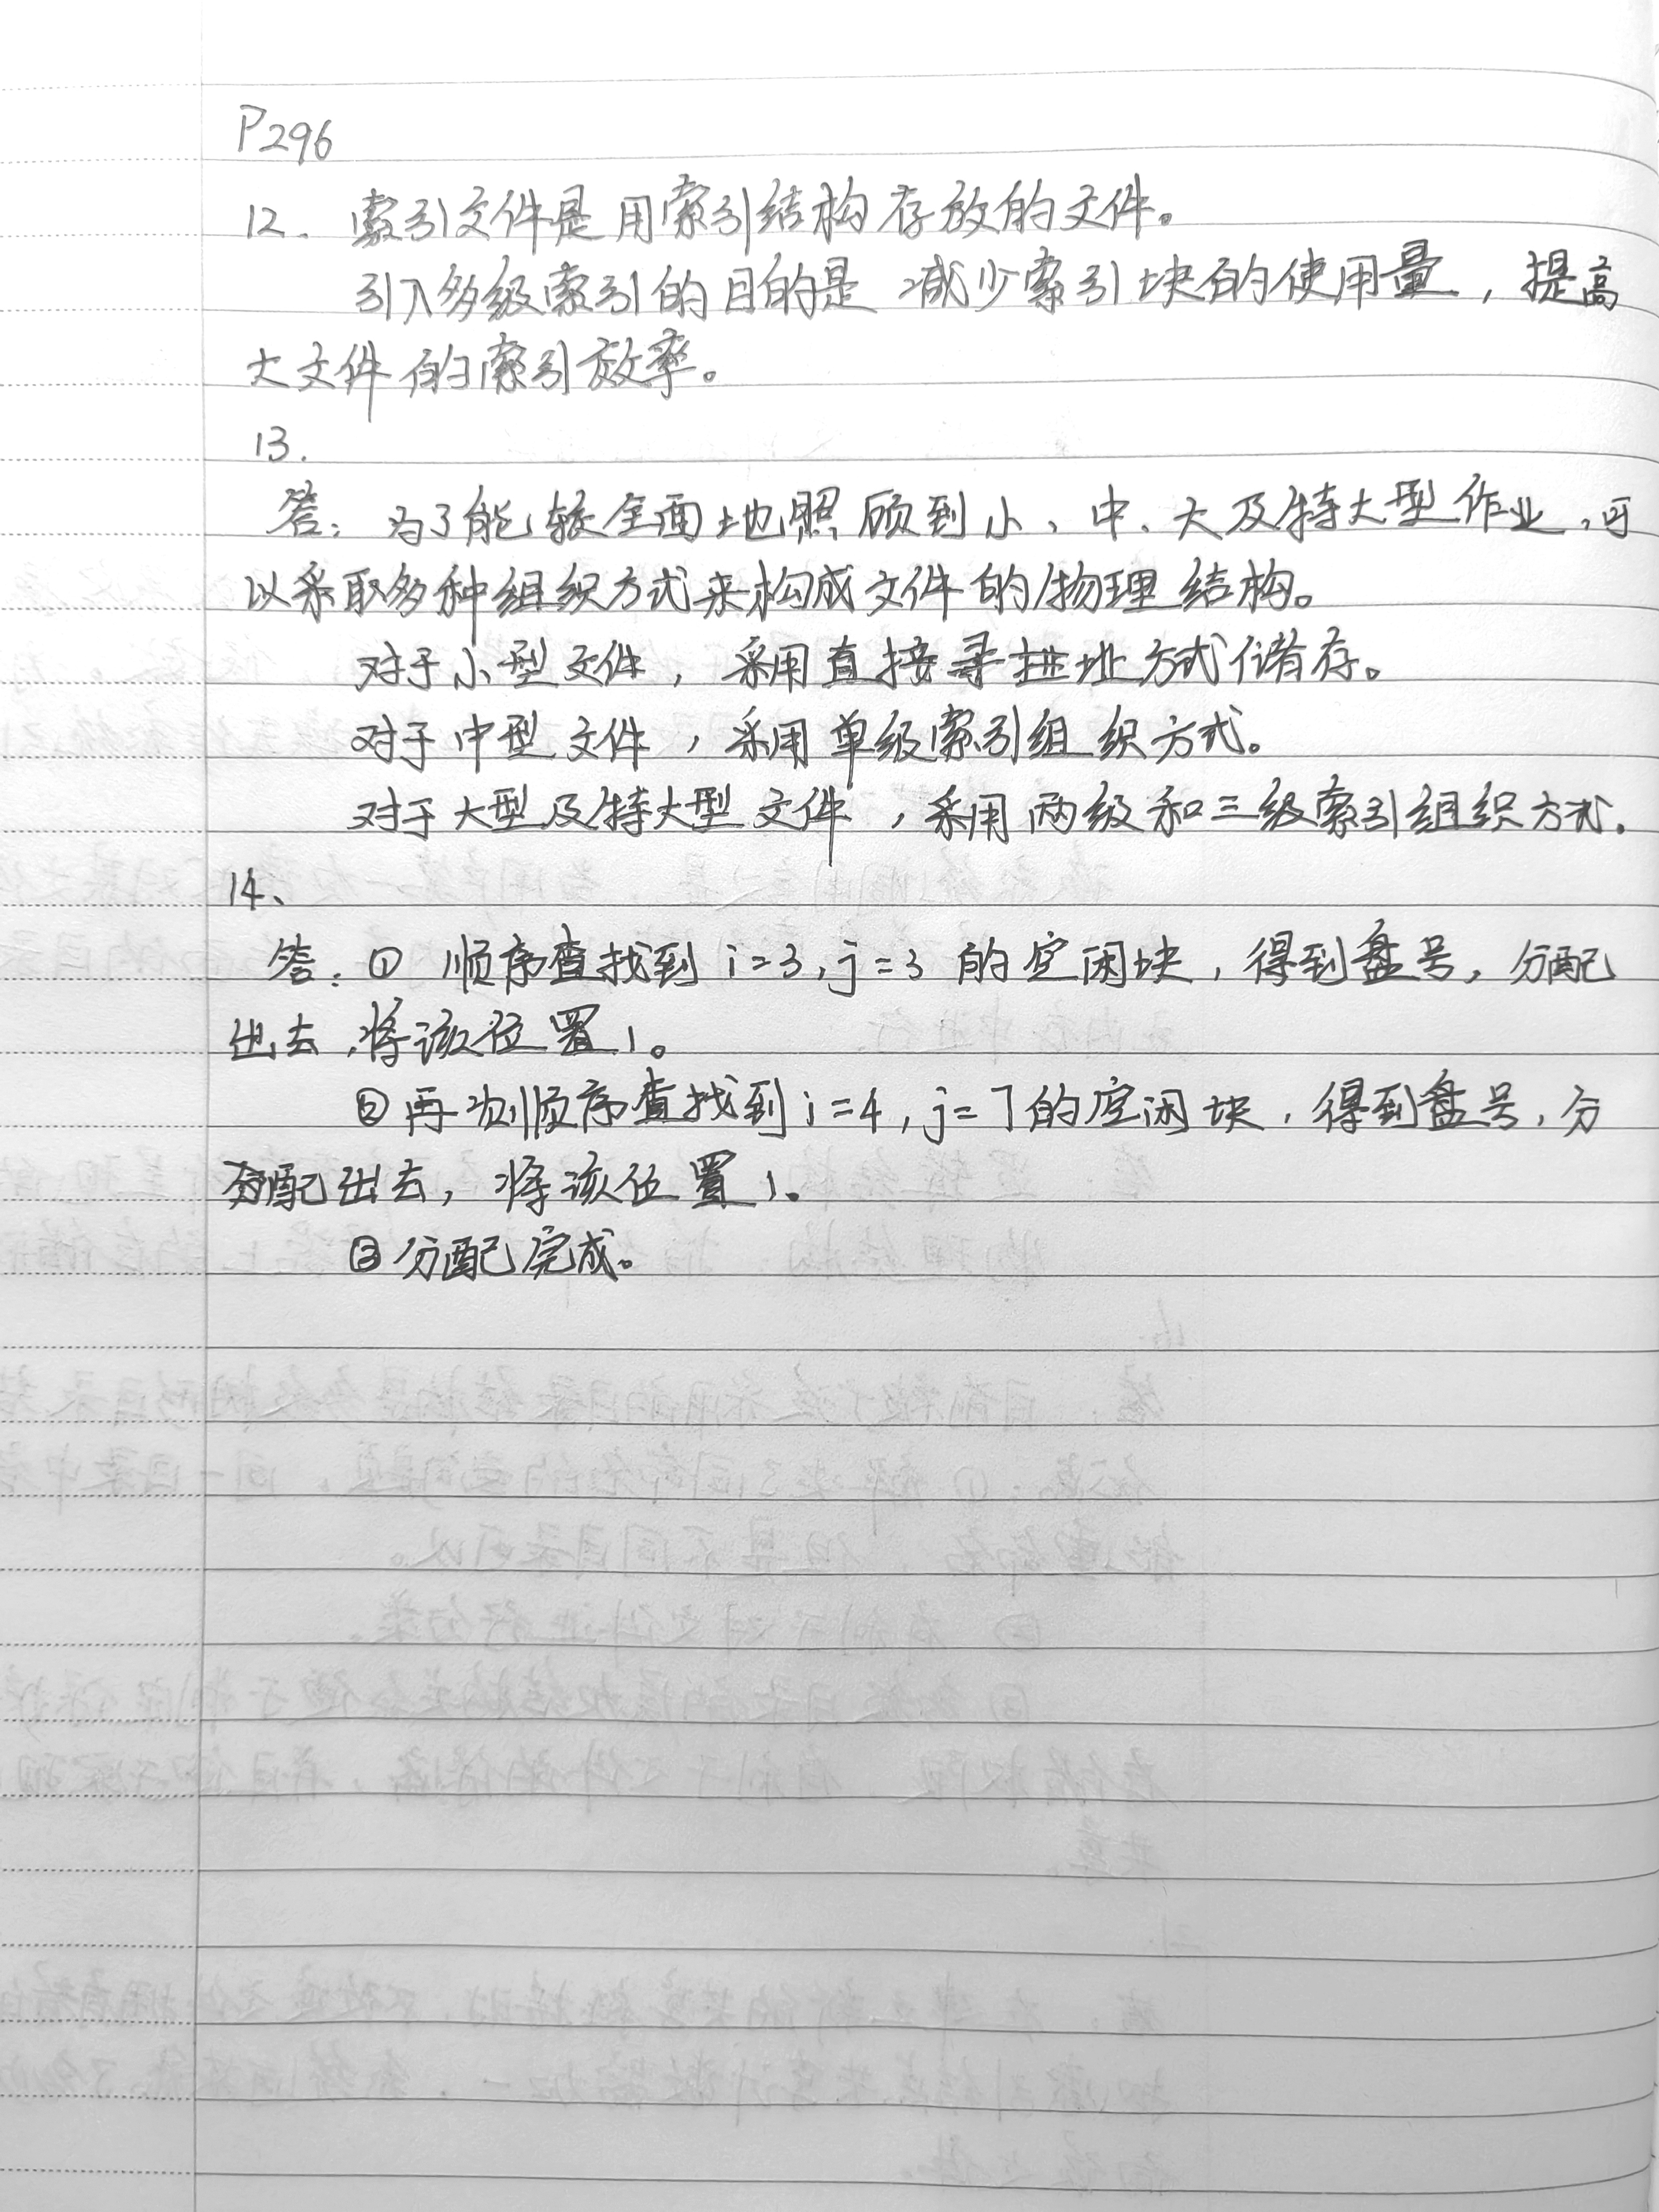 P296
12. 索引文件是用索引结构存放的文件。
引入多级索引的目的是减少索引块的使用量，提高
大文件的索引效率。
13.
答：为了能较全面地照顾到小、中、大及特大型作业，可
以采取多种组织方式来构成文件的物理结构。
对于小型文件，采用直接寻址方式储存。
对于中型文件，采用单级索引组织方式。
对于大型及特大型文件，采用两级和三级索引组织方式.
14、
答：① 顺序查找到i=3,j=3的空闲块，得到盘号，分配
出去，将该位置1。
②再次顺序查找到i=4,j=7的空闲块，得到盘号，分
分配出去，将该位置1。
③分配完成。